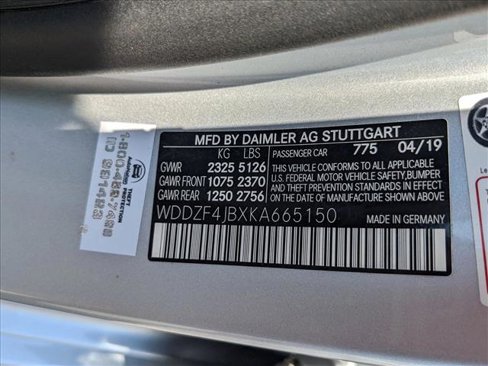 MFD BY DAIMLER AG STUTTGART
KG LBS PASSENGER CAR 775 04/19
GVWR 2325 5126 THIS VEHICLE CONFORMS TO ALL APPLICABLE
GAWR FRONT 1075 2370 U.S. FEDERAL MOTOR VEHICLE SAFETY,BUMPER
AND THEFT PREVENTION STANDARDS IN EFFECT
GAWR REAR 1250 2756 ON THE DATE OF MANUFACTURE SHOWN ABOVE
WDDZF4JBXKA665150 MADE IN GERMANY
THEFT
PROTECTION